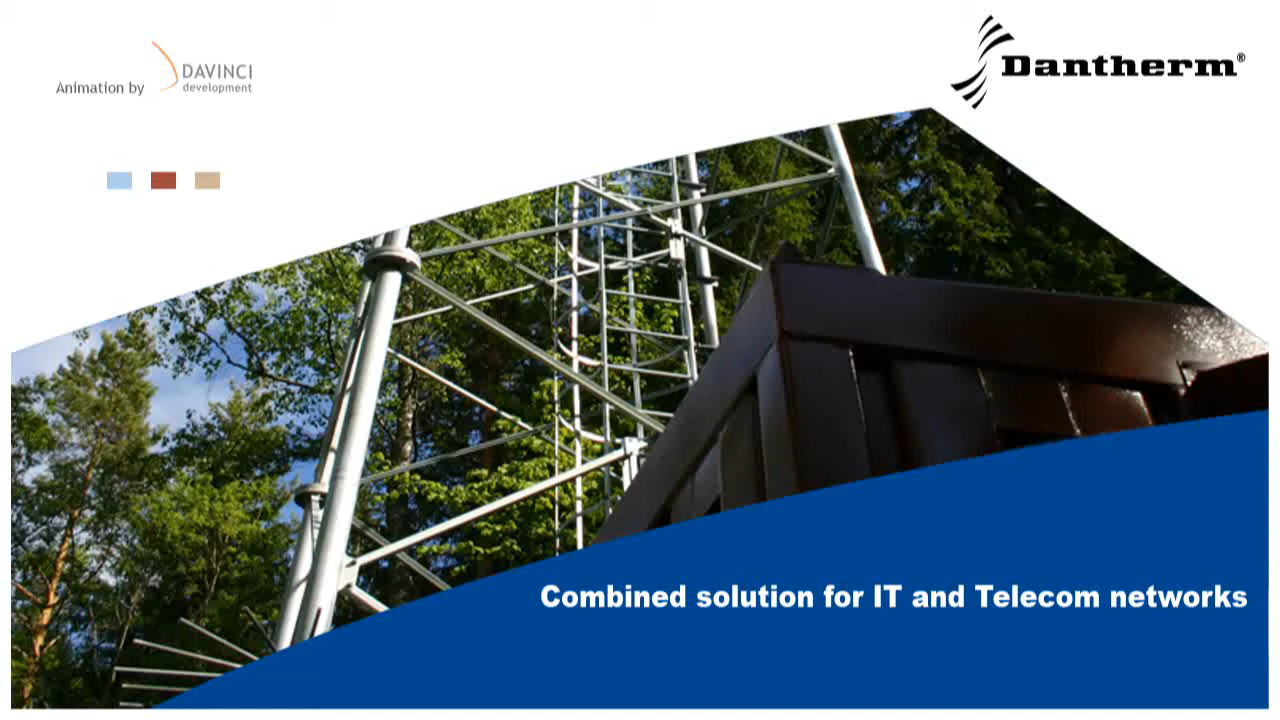 Animation by
DAVINCI
development
Dantherm®
Combined solution for IT and Telecom networks